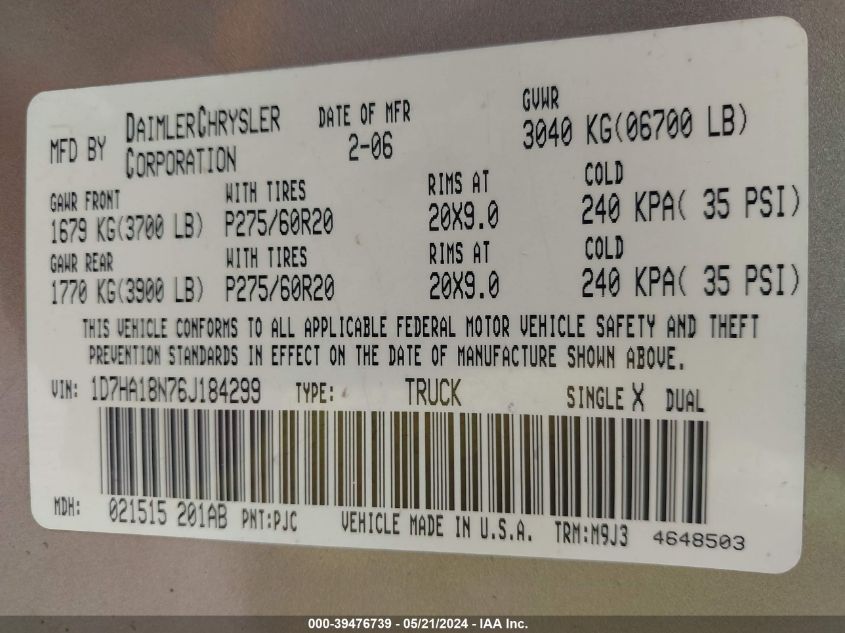 MFD BY DAIMLERCHRYSLER CORPORATION DATE OF MFR 2-06 GVWR 3040 KG(06700 LB)
GAWR FRONT WITH TIRES RIMS AT COLD
1679 KG(3700 LB) P275/60R20 20X9.0 240 KPA( 35 PSI)
GAWR REAR WITH TIRES RIMS AT COLD
1770 KG(3900 LB) P275/60R20 20X9.0 240 KPA( 35 PSI)
THIS VEHICLE CONFORMS TO ALL APPLICABLE FEDERAL MOTOR VEHICLE SAFETY AND THEFT
PREVENTION STANDARDS IN EFFECT ON THE DATE OF MANUFACTURE SHOWN ABOVE.
VIN: 1D7HA18N76J184299 TYPE: TRUCK SINGLE X DUAL
MDH: 021515 201AB PNT:PJC VEHICLE MADE IN U.S.A. TRM:M9J3 4648503
000-39476739 - 05/21/2024 - IAA Inc.